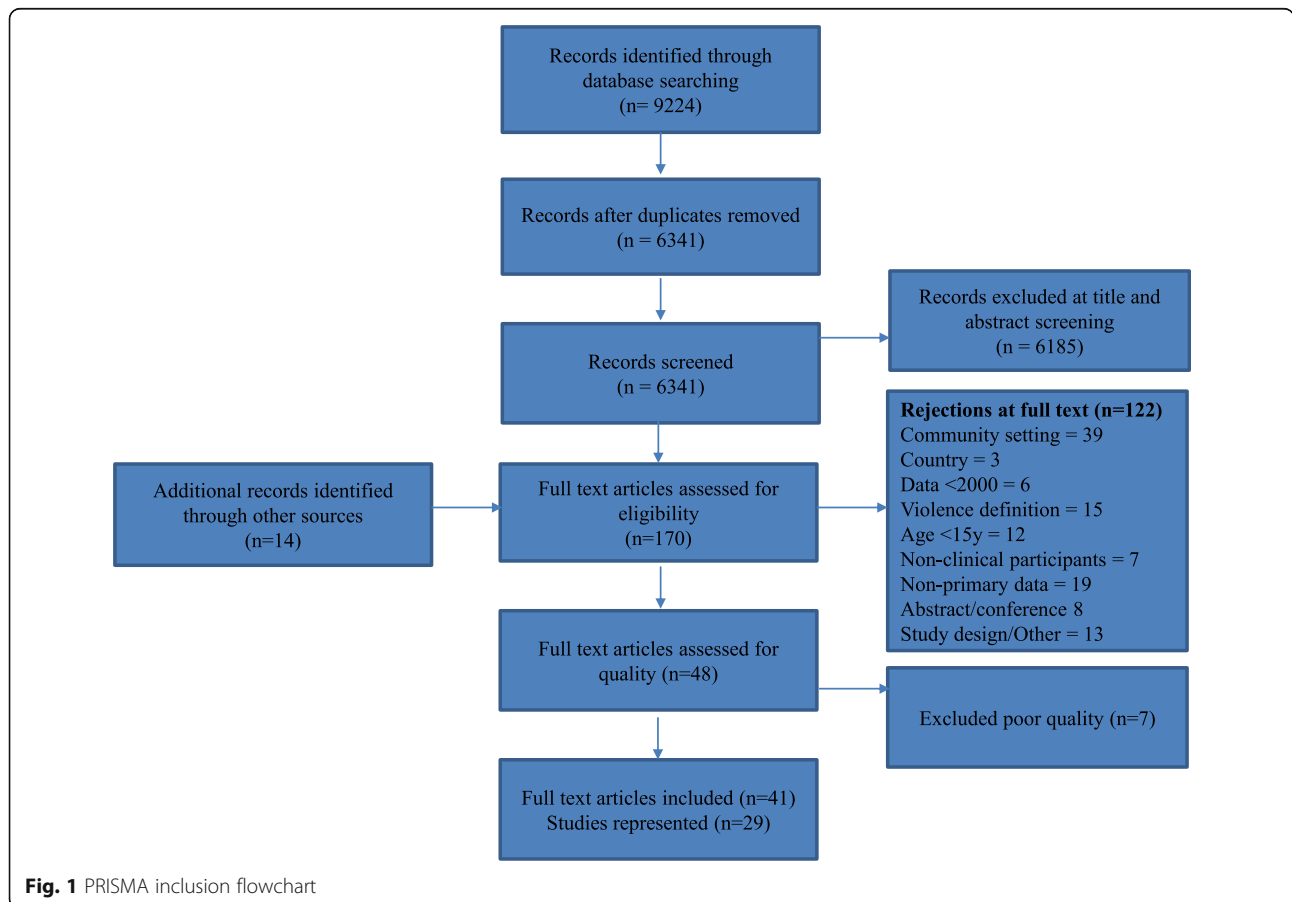 Records identified through
database searching
(n= 9224)
Records after duplicates removed
(n = 6341)
Records excluded at title and
abstract screening
(n = 6185)
Records screened
(n = 6341)
Rejections at full text (n=122)
Community setting = 39
Country = 3
Data <2000 = 6
Violence definition = 15
Age <15y = 12
Non-clinical participants = 7
Non-primary data = 19
Abstract/conference 8
Study design/Other = 13
Additional records identified
through other sources
(n=14)
Full text articles assessed for
eligibility
(n=170)
Full text articles assessed for
quality (n=48)
Excluded poor quality (n=7)
Full text articles included (n=41)
Studies represented (n=29)
Fig. 1 PRISMA inclusion flowchart